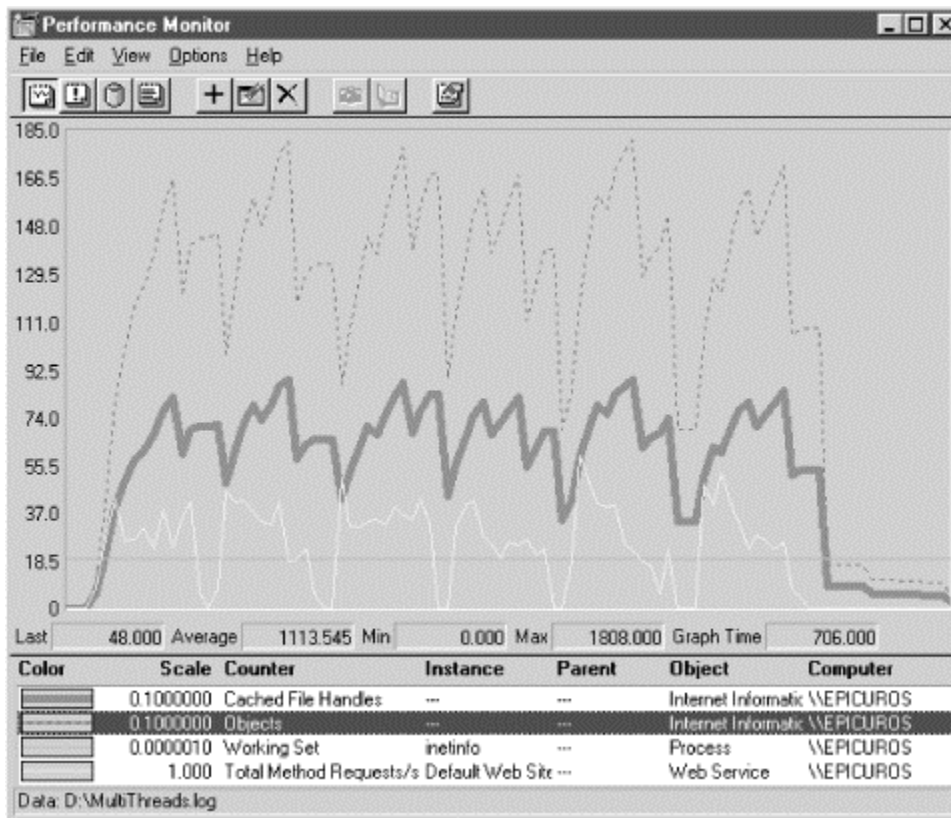 Performance Monitor
File Edit View Options Help
185.0
166.5
148.0
129.5
111.0
92.5
74.0
55.5
37.0
18.5
0
Last 48.000 Average 1113.545 Min 0.000 Max 1808.000 Graph Time 706.000
Color Scale Counter Instance Parent Object Computer
0.1000000 Cached File Handles --- --- Internet Informatic \\EPICUROS
0.1000000 Objects --- --- Internet Informatic \\EPICUROS
0.0000010 Working Set inetinfo --- Process \\EPICUROS
1.000 Total Method Requests/s Default Web Site --- Web Service \\EPICUROS
Data: D:\MultiThreads.log